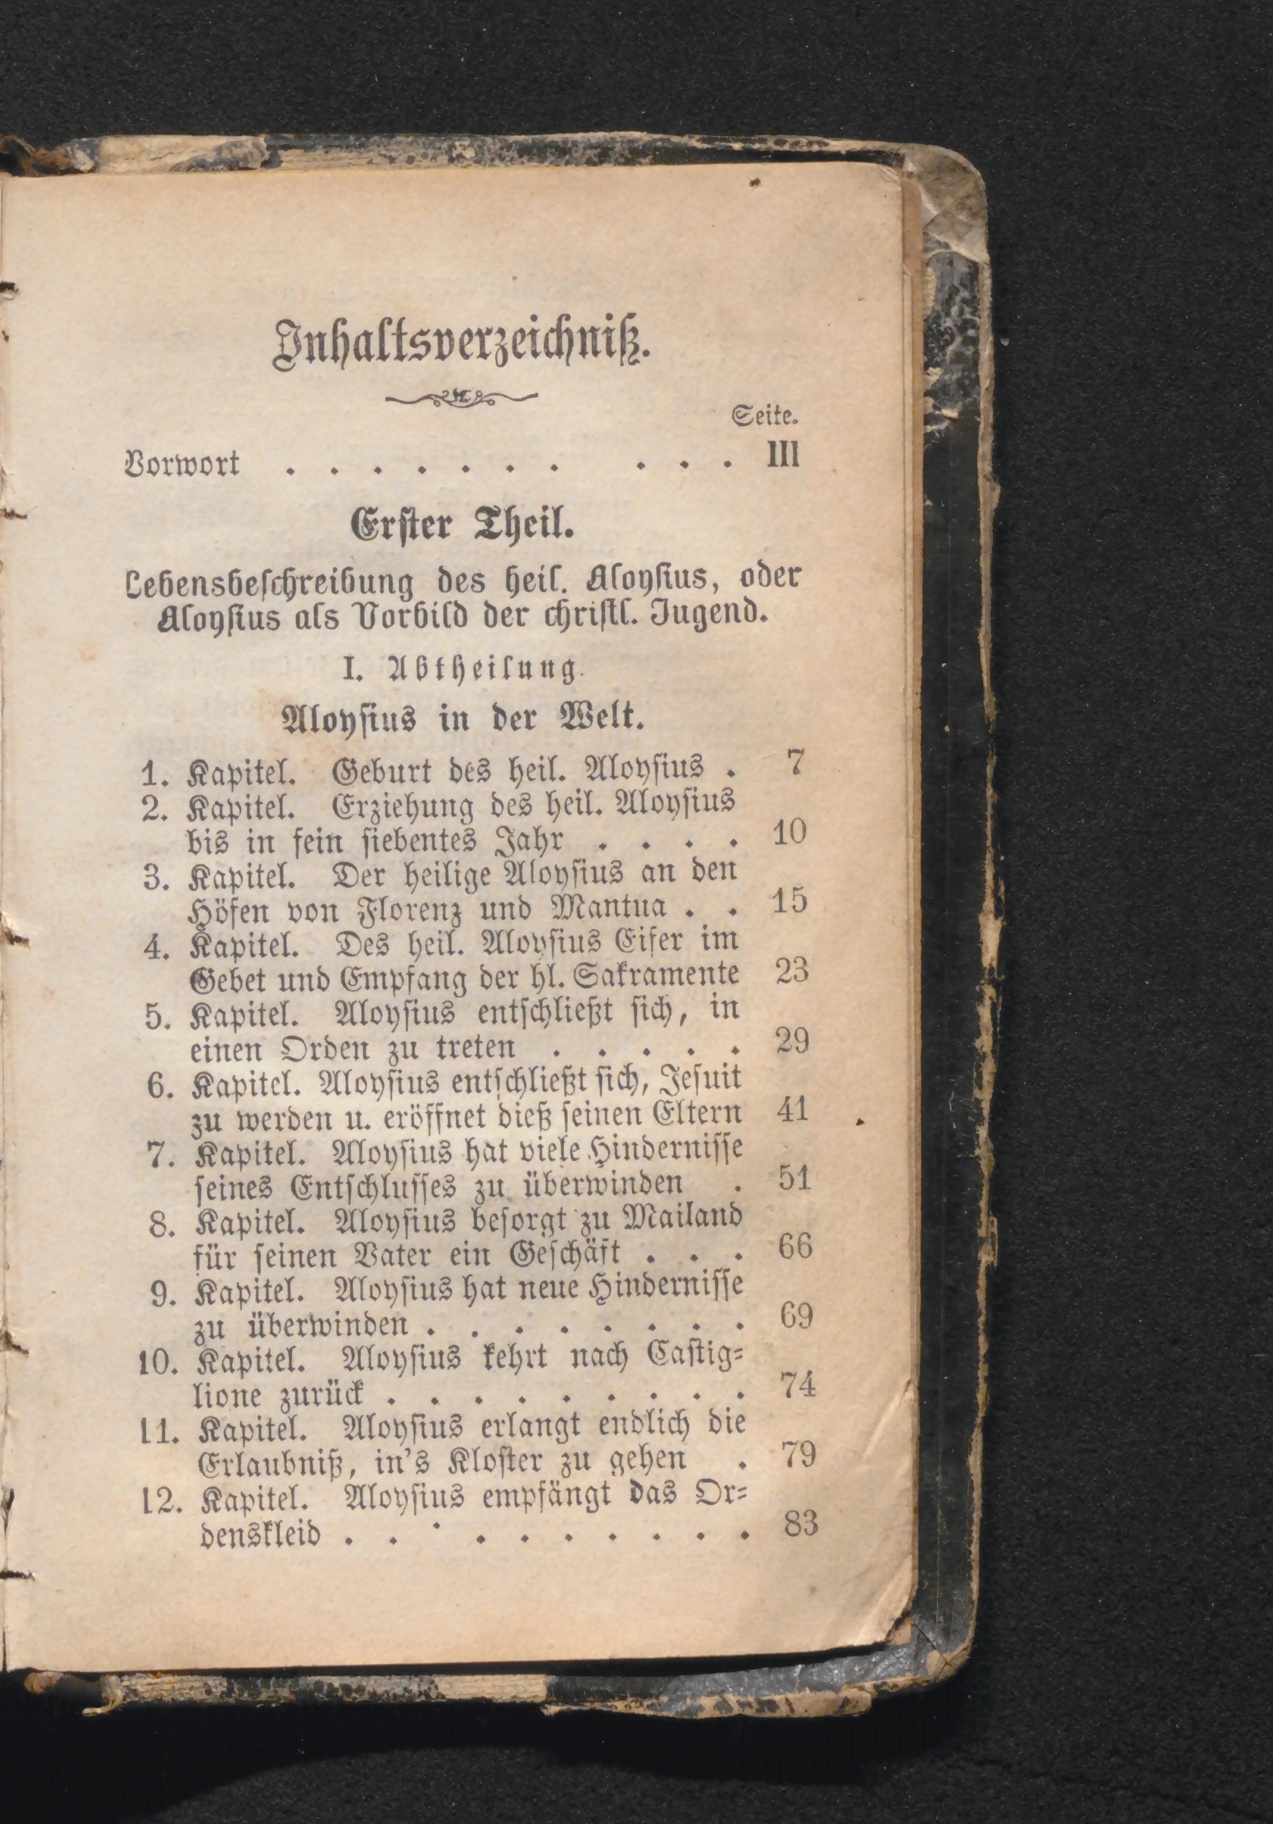 Inhaltsverzeichniß.
Seite.
Vorwort . . . . . . . . . . III
Erster Theil.
Lebensbeschreibung des heil. Aloysius, oder
Aloysius als Vorbild der christl. Jugend.
I. Abtheilung.
Aloysius in der Welt.
1. Kapitel. Geburt des heil. Aloysius . 7
2. Kapitel. Erziehung des heil. Aloysius
bis in sein siebentes Jahr . . . . 10
3. Kapitel. Der heilige Aloysius an den
Höfen von Florenz und Mantua . . 15
4. Kapitel. Des heil. Aloysius Eifer im
Gebet und Empfang der hl. Sakramente 23
5. Kapitel. Aloysius entschließt sich, in
einen Orden zu treten . . . . . 29
6. Kapitel. Aloysius entschließt sich, Jesuit
zu werden u. eröffnet dieß seinen Eltern 41
7. Kapitel. Aloysius hat viele Hindernisse
seines Entschlusses zu überwinden . 51
8. Kapitel. Aloysius besorgt zu Mailand
für seinen Vater ein Geschäft . . . 66
9. Kapitel. Aloysius hat neue Hindernisse
zu überwinden . . . . . . . . 69
10. Kapitel. Aloysius kehrt nach Castig-
lione zurück . . . . . . . . . 74
11. Kapitel. Aloysius erlangt endlich die
Erlaubniß, in's Kloster zu gehen . 79
12. Kapitel. Aloysius empfängt das Or-
denskleid . . . . . . . . . . 83